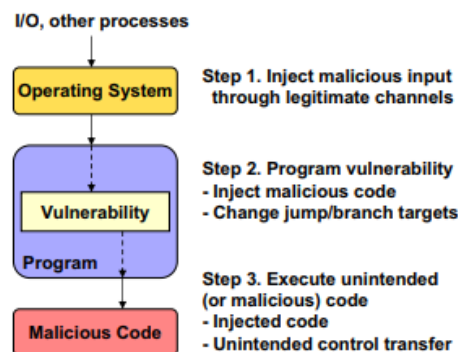 I/O, other processes
Operating System
Step 1. Inject malicious input
through legitimate channels
Vulnerability
Program
Step 2. Program vulnerability
- Inject malicious code
- Change jump/branch targets
Malicious Code
Step 3. Execute unintended
(or malicious) code
- Injected code
- Unintended control transfer